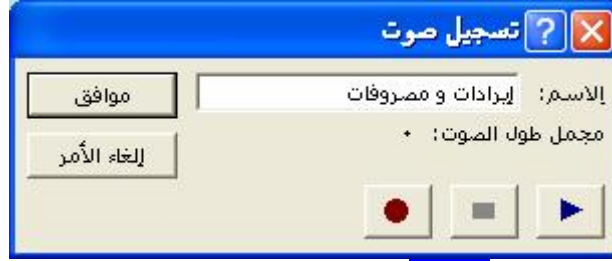 تسجيل صوت
الاسم: إيرادات و مصروفات
موافق
مجمل طول الصوت: ٠
إلغاء الأمر